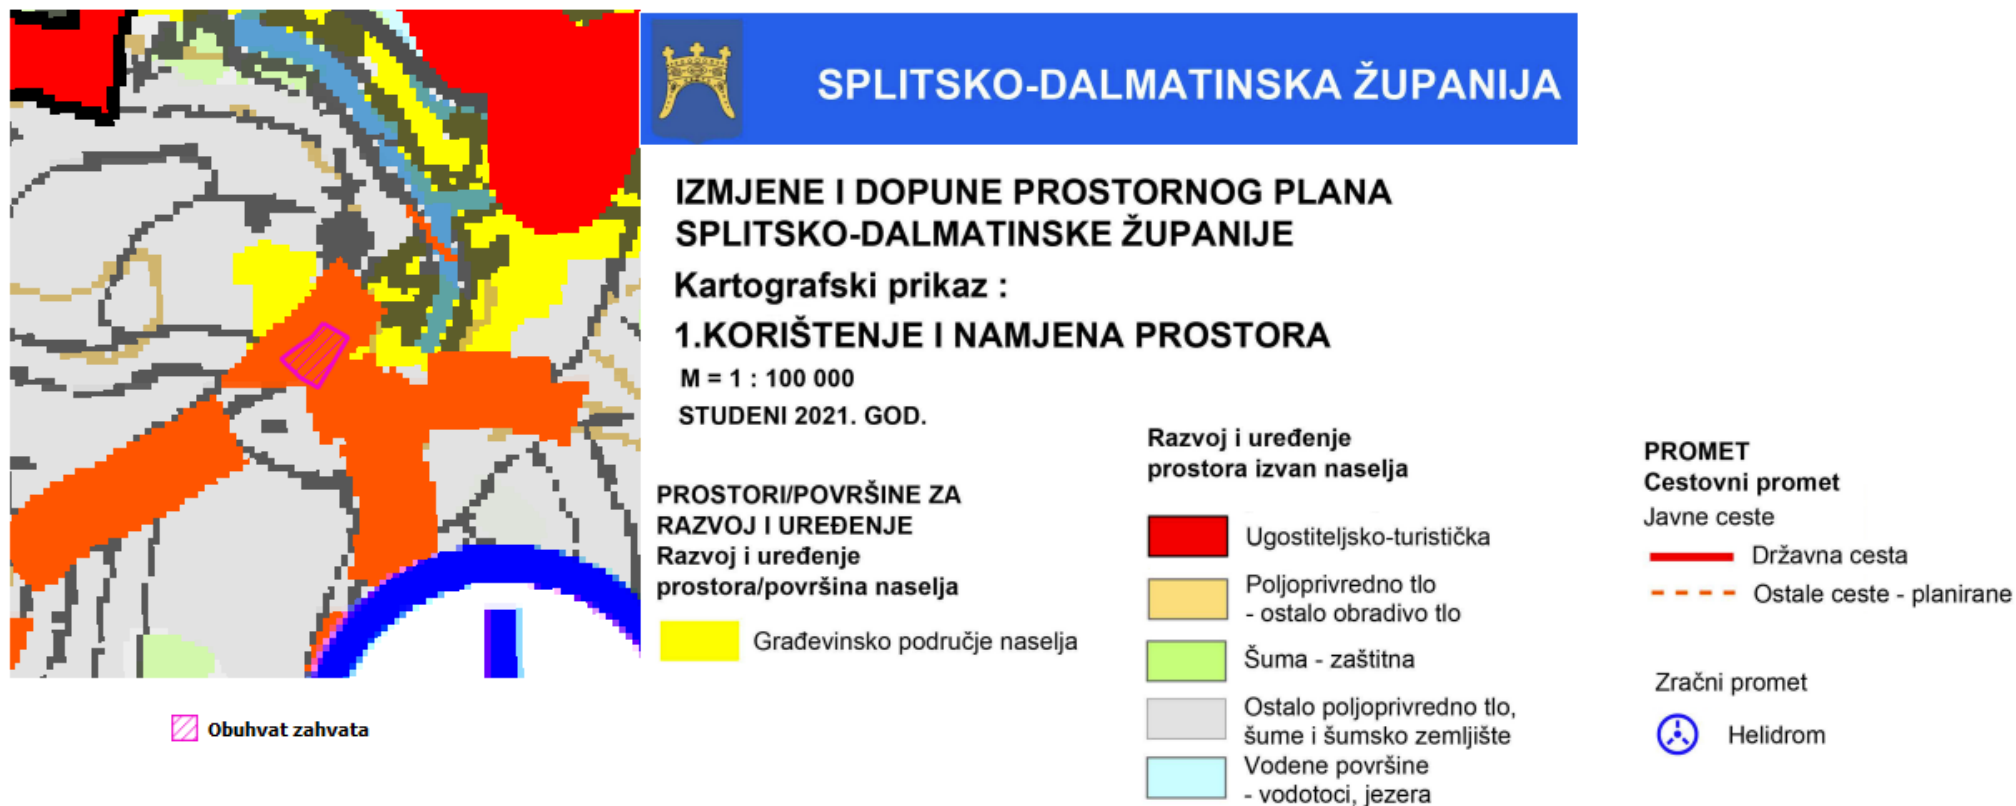 SPLITSKO-DALMATINSKA ŽUPANIJA
IZMJENE I DOPUNE PROSTORNOG PLANA
SPLITSKO-DALMATINSKE ŽUPANIJE
Kartografski prikaz :
1.KORIŠTENJE I NAMJENA PROSTORA
M = 1 : 100 000
STUDENI 2021. GOD.
PROSTORI/POVRŠINE ZA
RAZVOJ I UREĐENJE
Razvoj i uređenje
prostora/površina naselja
Građevinsko područje naselja
Razvoj i uređenje
prostora izvan naselja
Ugostiteljsko-turistička
Poljoprivredno tlo
- ostalo obradivo tlo
Šuma - zaštitna
Ostalo poljoprivredno tlo,
šume i šumsko zemljište
Vodene površine
- vodotoci, jezera
PROMET
Cestovni promet
Javne ceste
Državna cesta
Ostale ceste - planirane
Zračni promet
Helidrom
Obuhvat zahvata